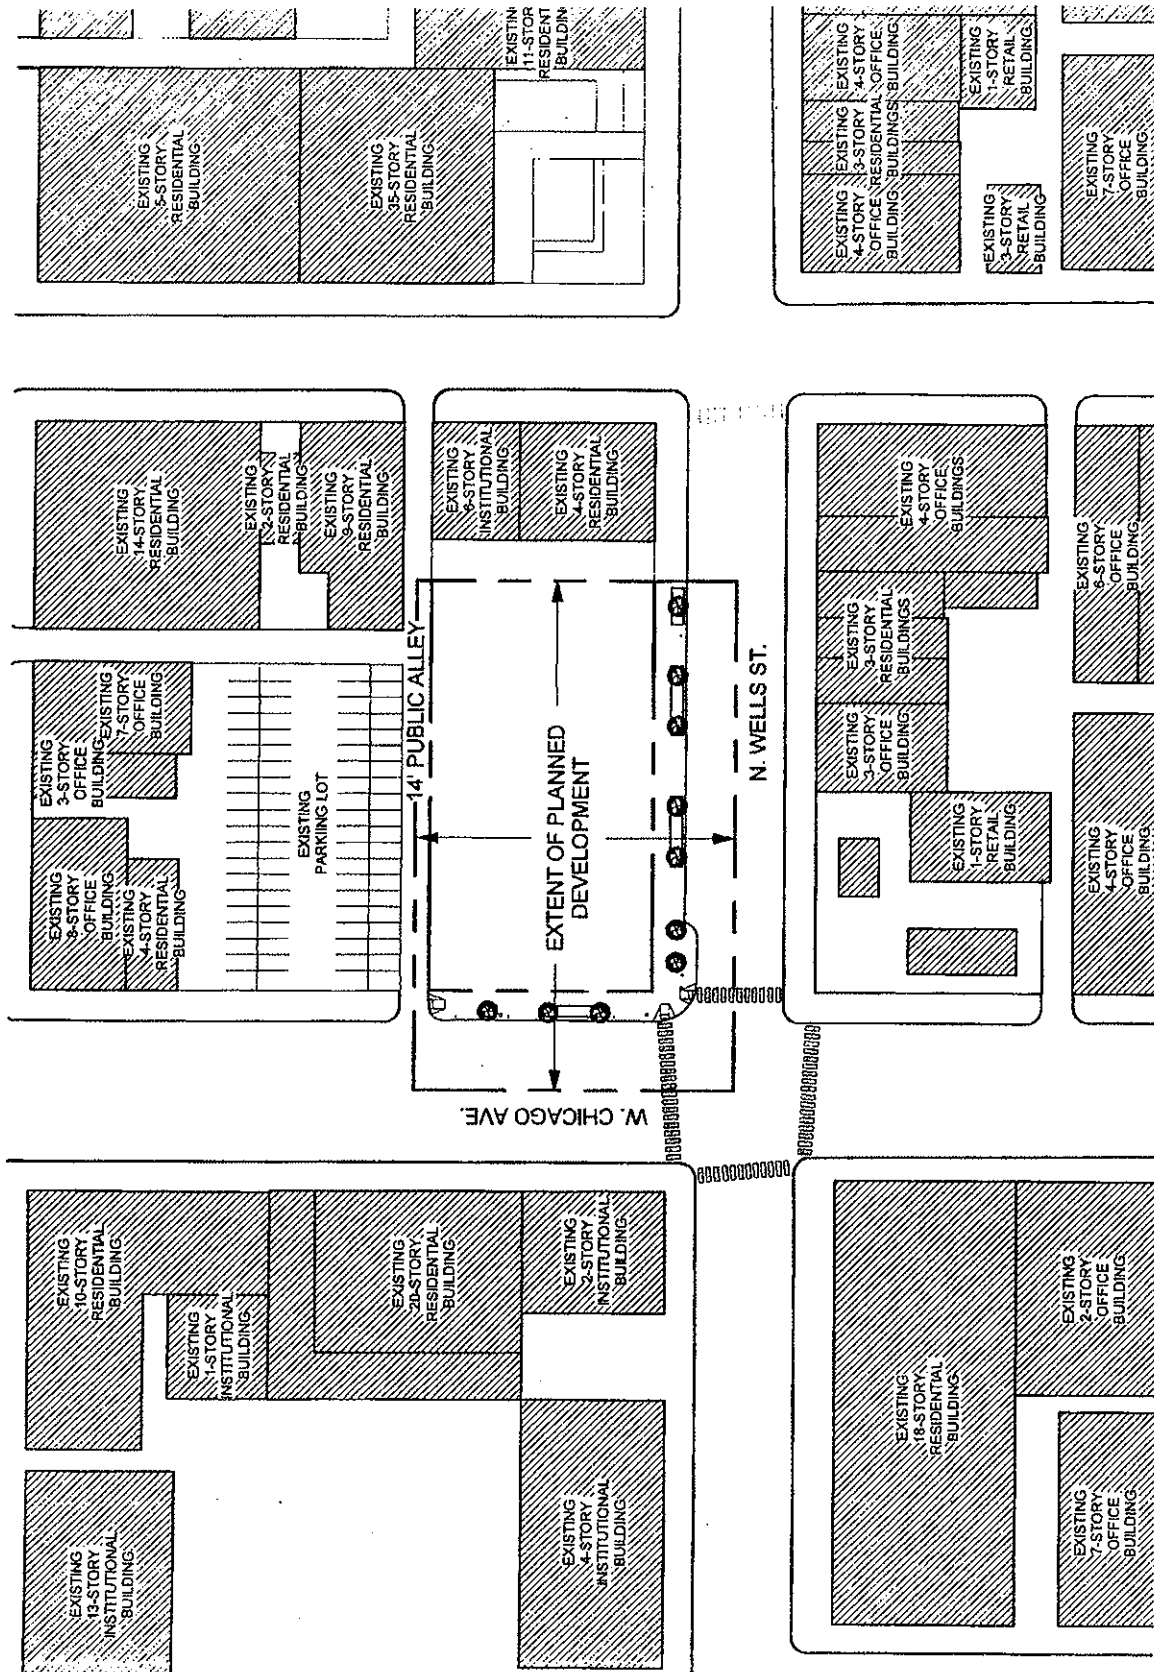 EXISTING
11-STOR
RESIDENT
BUILDIN
EXISTING
5-STORY
RESIDENTIAL
BUILDING
EXISTING
35-STORY
RESIDENTIAL
BUILDING
EXISTING
4-STORY
OFFICE
BUILDING
EXISTING
3-STORY
RESIDENTIAL
BUILDINGS
EXISTING
4-STORY
OFFICE
BUILDING
EXISTING
1-STORY
RETAIL
BUILDING
EXISTING
3-STORY
RETAIL
BUILDING
EXISTING
7-STORY
OFFICE
BUILDING
EXISTING
14-STORY
RESIDENTIAL
BUILDING
EXISTING
2-STORY
RESIDENTIAL
BUILDING
EXISTING
9-STORY
RESIDENTIAL
BUILDING
EXISTING
6-STORY
INSTITUTIONAL
BUILDING
EXISTING
4-STORY
RESIDENTIAL
BUILDING
EXISTING
4-STORY
OFFICE
BUILDINGS
EXISTING
6-STORY
OFFICE
BUILDING
EXISTING
3-STORY
OFFICE
BUILDING
EXISTING
7-STORY
OFFICE
BUILDING
EXISTING
8-STORY
OFFICE
BUILDING
EXISTING
4-STORY
RESIDENTIAL
BUILDING
EXISTING
PARKIING LOT
14' PUBLIC ALLEY
EXTENT OF PLANNED
DEVELOPMENT
N. WELLS ST.
W. CHICAGO AVE.
EXISTING
3-STORY
RESIDENTIAL
BUILDINGS
EXISTING
3-STORY
OFFICE
BUILDING
EXISTING
1-STORY
RETAIL
BUILDING
EXISTING
4-STORY
OFFICE
BUILDING
EXISTING
10-STORY
RESIDENTIAL
BUILDING
EXISTING
1-STORY
INSTITUTIONAL
BUILDING
EXISTING
20-STORY
RESIDENTIAL
BUILDING
EXISTING
2-STORY
INSTITUTIONAL
BUILDING
EXISTING
13-STORY
INSTITUTIONAL
BUILDING
EXISTING
4-STORY
INSTITUTIONAL
BUILDING
EXISTING
18-STORY
RESIDENTIAL
BUILDING
EXISTING
2-STORY
OFFICE
BUILDING
EXISTING
7-STORY
OFFICE
BUILDING